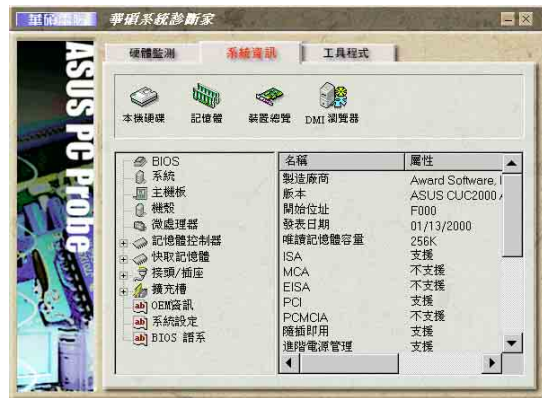 華碩系統診斷家
ASUS PC Probe
硬體監測 系統資訊 工具程式
本機硬碟 記憶體 裝置總覽 DMI 瀏覽器
BIOS
系統
主機板
機殼
微處理器
記憶體控制器
快取記憶體
接頭/插座
擴充槽
OEM資訊
系統設定
BIOS 語系
名稱 屬性
製造廠商 Award Software, I
版本 ASUS CUC2000 A
開始位址 F000
發表日期 01/13/2000
唯讀記憶體容量 256K
ISA 支援
MCA 不支援
EISA 不支援
PCI 支援
PCMCIA 不支援
隨插即用 支援
進階電源管理 支援